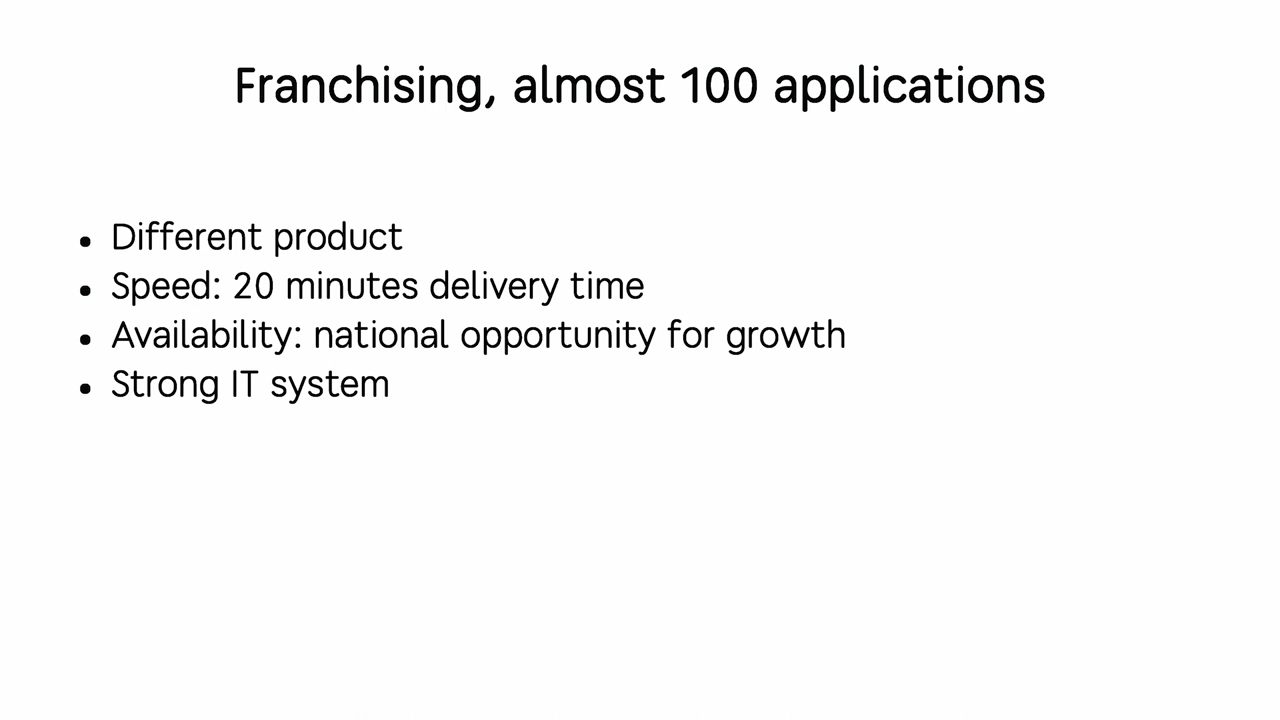 Franchising, almost 100 applications
• Different product
• Speed: 20 minutes delivery time
• Availability: national opportunity for growth
• Strong IT system